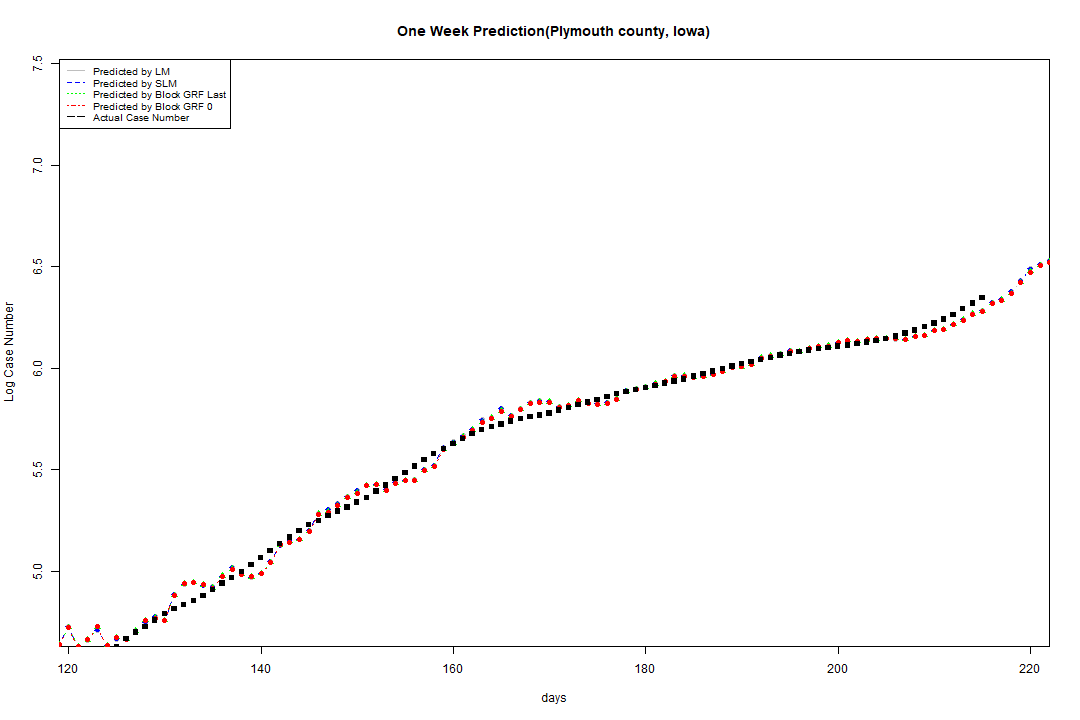 One Week Prediction(Plymouth county, Iowa)
Predicted by LM
Predicted by SLM
Predicted by Block GRF Last
Predicted by Block GRF 0
Actual Case Number
7.5
7.0
6.5
6.0
5.5
5.0
Log Case Number
120 140 160 180 200 220
days